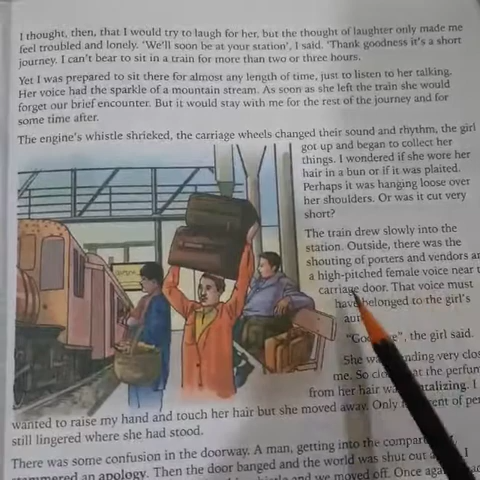 I thought, then, that I would try to laugh for her, but the thought of laughter only made me
feel troubled and lonely. 'We'll soon be at your station', I said. 'Thank goodness it's a short
journey. I can't bear to sit in a train for more than two or three hours.
Yet I was prepared to sit there for almost any length of time, just to listen to her talking.
Her voice had the sparkle of a mountain stream. As soon as she left the train she would
forget our brief encounter. But it would stay with me for the rest of the journey and for
some time after.
The engine's whistle shrieked, the carriage wheels changed their sound and rhythm, the girl
got up and began to collect her
things. I wondered if she wore her
hair in a bun or if it was plaited.
Perhaps it was hanging loose over
her shoulders. Or was it cut very
short?
The train drew slowly into the
station. Outside, there was the
shouting of porters and vendors
a high-pitched female voice near
carriage door. That voice must
have belonged to the girl's
", the girl said.
She was standing very
me. So the
from her hair was tantalizing. I
wanted to raise my hand and touch her hair but she moved away. Only of
still lingered where she had stood.
There was some confusion in the doorway. A man, getting into the
stammered an apology. Then the door banged and the world was shut out
and we moved off. Once